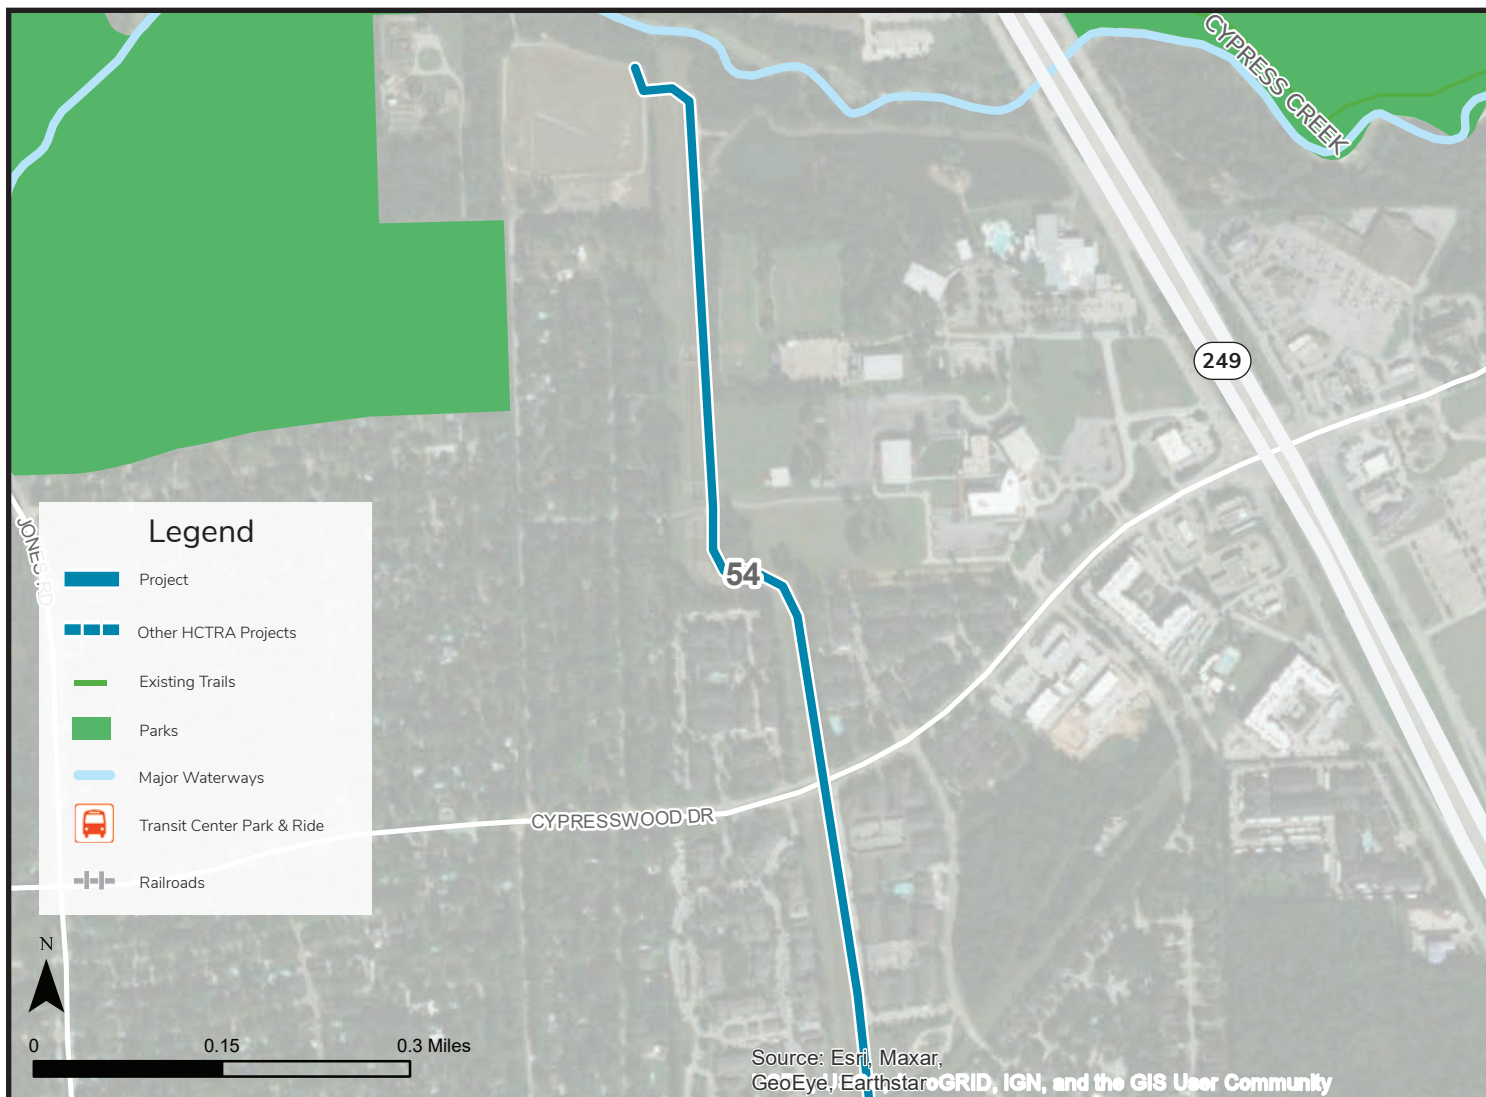 CYPRESS CREEK
249
54
JONES RD
Legend
Project
Other HCTRA Projects
Existing Trails
Parks
Major Waterways
Transit Center Park & Ride
Railroads
CYPRESSWOOD DR
N
0 0.15 0.3 Miles
Source: Esri, Maxar,
GeoEye, Earthstar
IGN, and the GIS User Community